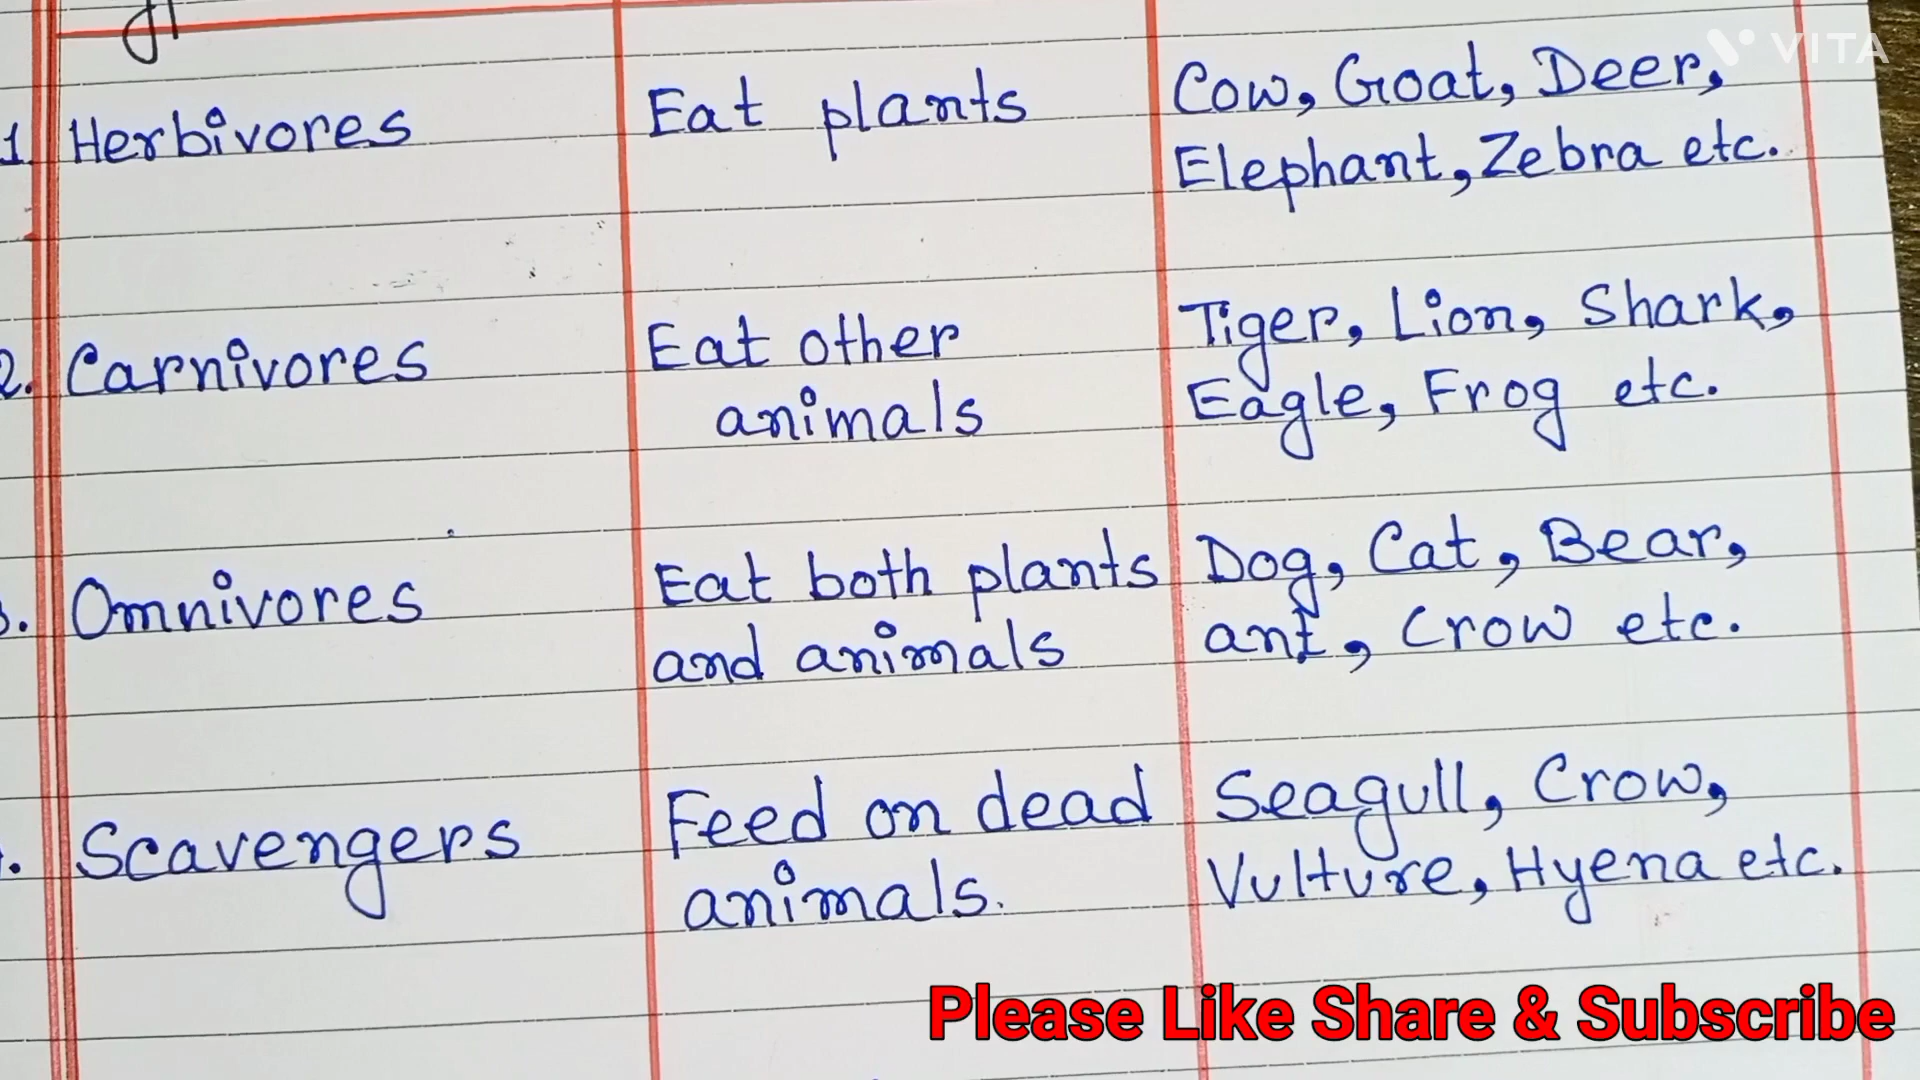 1. Herbivores Eat plants Cow, Goat, Deer,
Elephant, Zebra etc.
2. Carnivores Eat other Tiger, Lion, Shark,
animals Eagle, Frog etc.
3. Omnivores Eat both plants Dog, Cat, Bear,
and animals ant, Crow etc.
. Scavengers Feed on dead Seagull, Crow,
animals. Vulture, Hyena etc.
VITA
Please Like Share & Subscribe